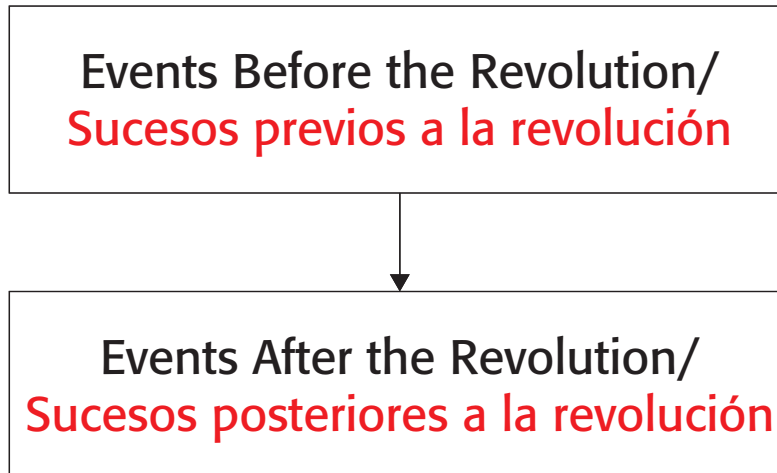 Events Before the Revolution/
Sucesos previos a la revolución
Events After the Revolution/
Sucesos posteriores a la revolución